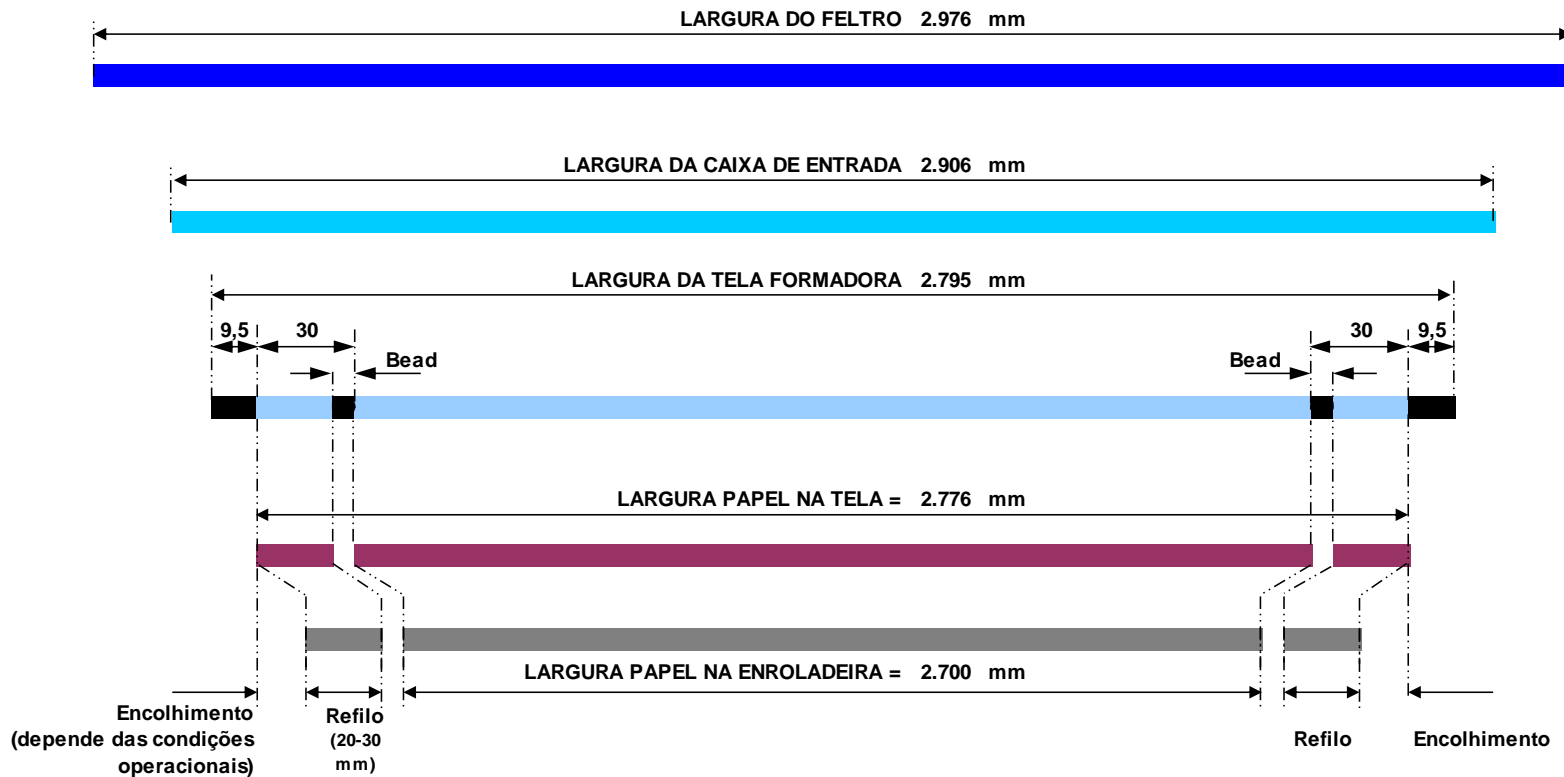 LARGURA DO FELTRO 2.976 mm
LARGURA DA CAIXA DE ENTRADA 2.906 mm
LARGURA DA TELA FORMADORA 2.795 mm
9,5 30 30 9,5
Bead Bead
LARGURA PAPEL NA TELA = 2.776 mm
LARGURA PAPEL NA ENROLADEIRA = 2.700 mm
Encolhimento
(depende das condições
operacionais)
Refilo
(20-30
mm)
Refilo
Encolhimento